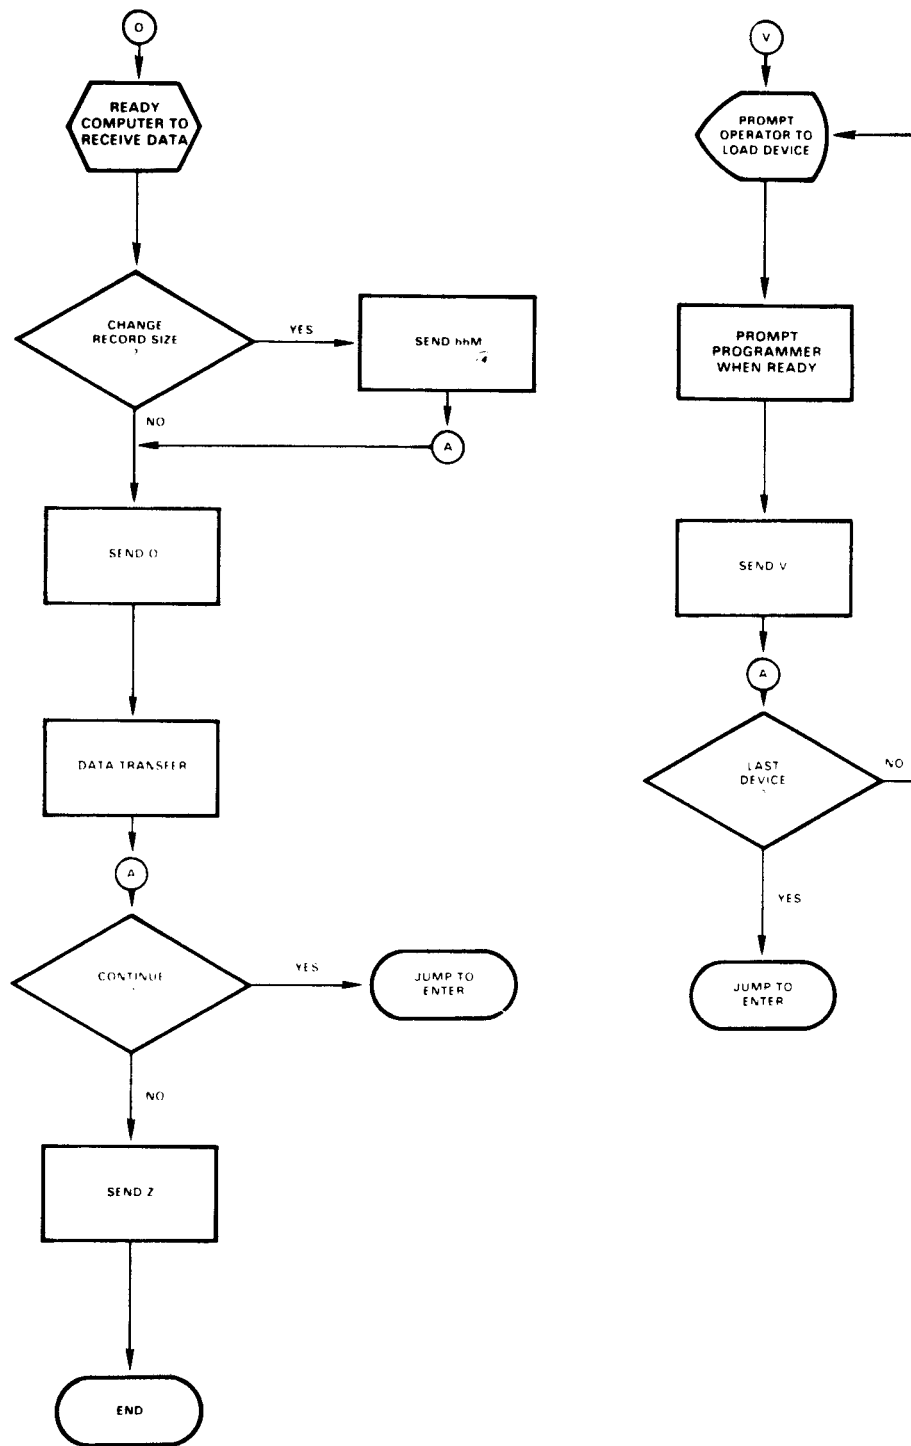 O
READY
COMPUTER TO
RECEIVE DATA
CHANGE
RECORD SIZE
?
YES
SEND hhM
NO
A
SEND O
DATA TRANSFER
A
CONTINUE
YES
JUMP TO
ENTER
NO
SEND Z
END
V
PROMPT
OPERATOR TO
LOAD DEVICE
PROMPT
PROGRAMMER
WHEN READY
SEND V
A
LAST
DEVICE
NO
YES
JUMP TO
ENTER